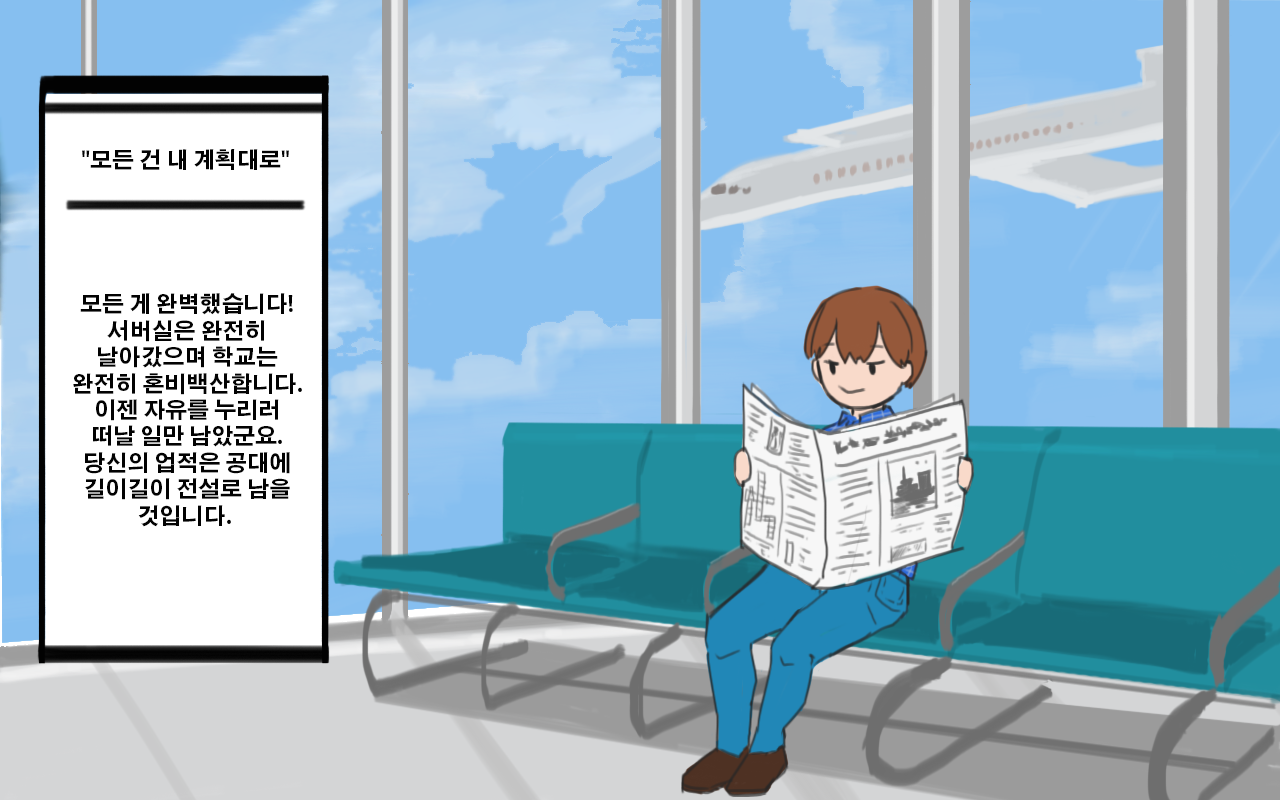 "모든 건 내 계획대로"
모든 게 완벽했습니다!
서버실은 완전히
날아갔으며 학교는
완전히 혼비백산합니다.
이젠 자유를 누리러
떠날 일만 남았군요.
당신의 업적은 공대에
길이길이 전설로 남을
것입니다.